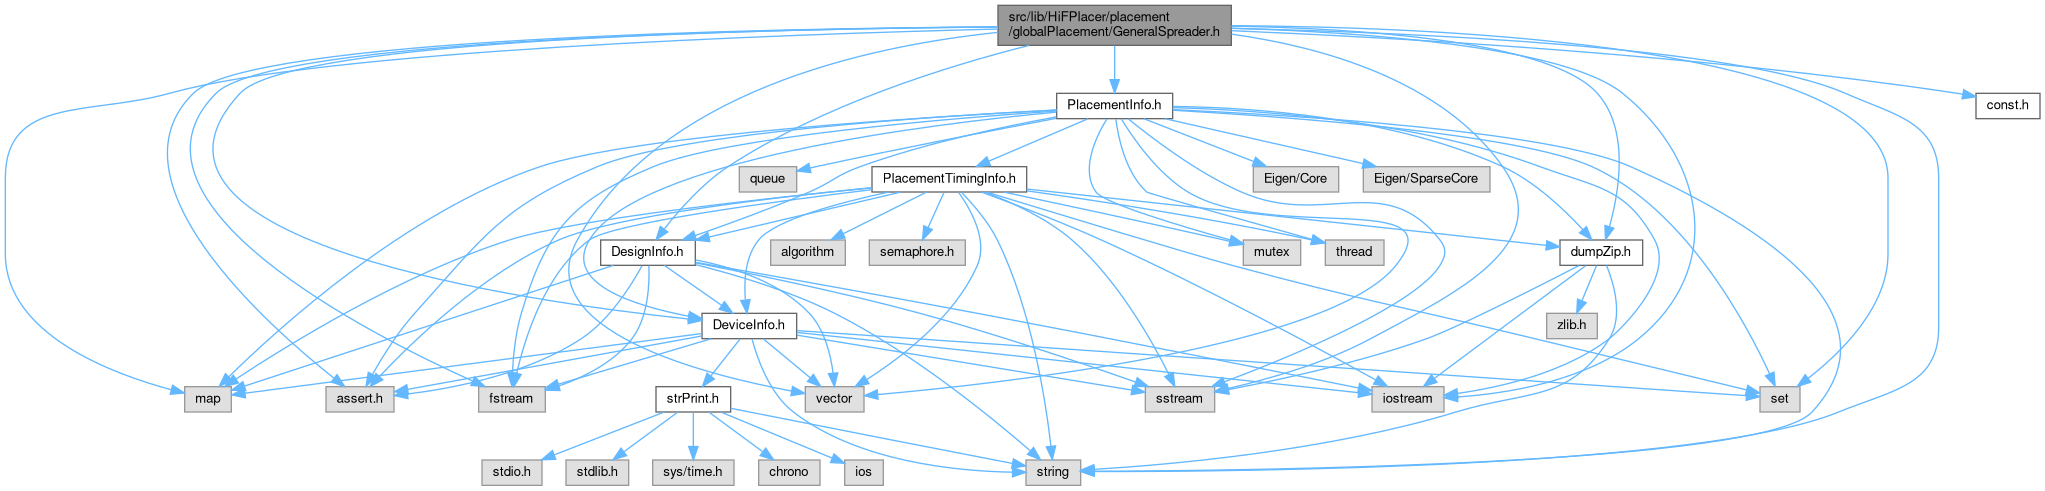 src/lib/HiFPlacer/placement
/globalPlacement/GeneralSpreader.h
PlacementInfo.h
const.h
queue
PlacementTimingInfo.h
Eigen/Core
Eigen/SparseCore
DesignInfo.h
algorithm
semaphore.h
mutex
thread
dumpZip.h
DeviceInfo.h
zlib.h
map
assert.h
fstream
strPrint.h
vector
sstream
iostream
set
stdio.h
stdlib.h
sys/time.h
chrono
ios
string